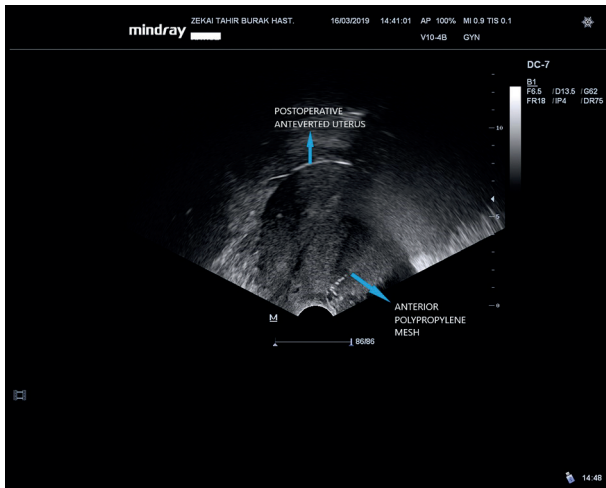 mindray
ZEKAI TAHIR BURAK HAST. 16/03/2019 14:41:01 AP 100% MI 0.9 TIS 0.1
V10-4B GYN
DC-7
B1
F6.5 /D13.5 /G62
FR18 /IP4 /DR75
POSTOPERATIVE
ANTEVERTED UTERUS
10
5
0
ANTERIOR
POLYPROPYLENE
MESH
M
86/86
14:48